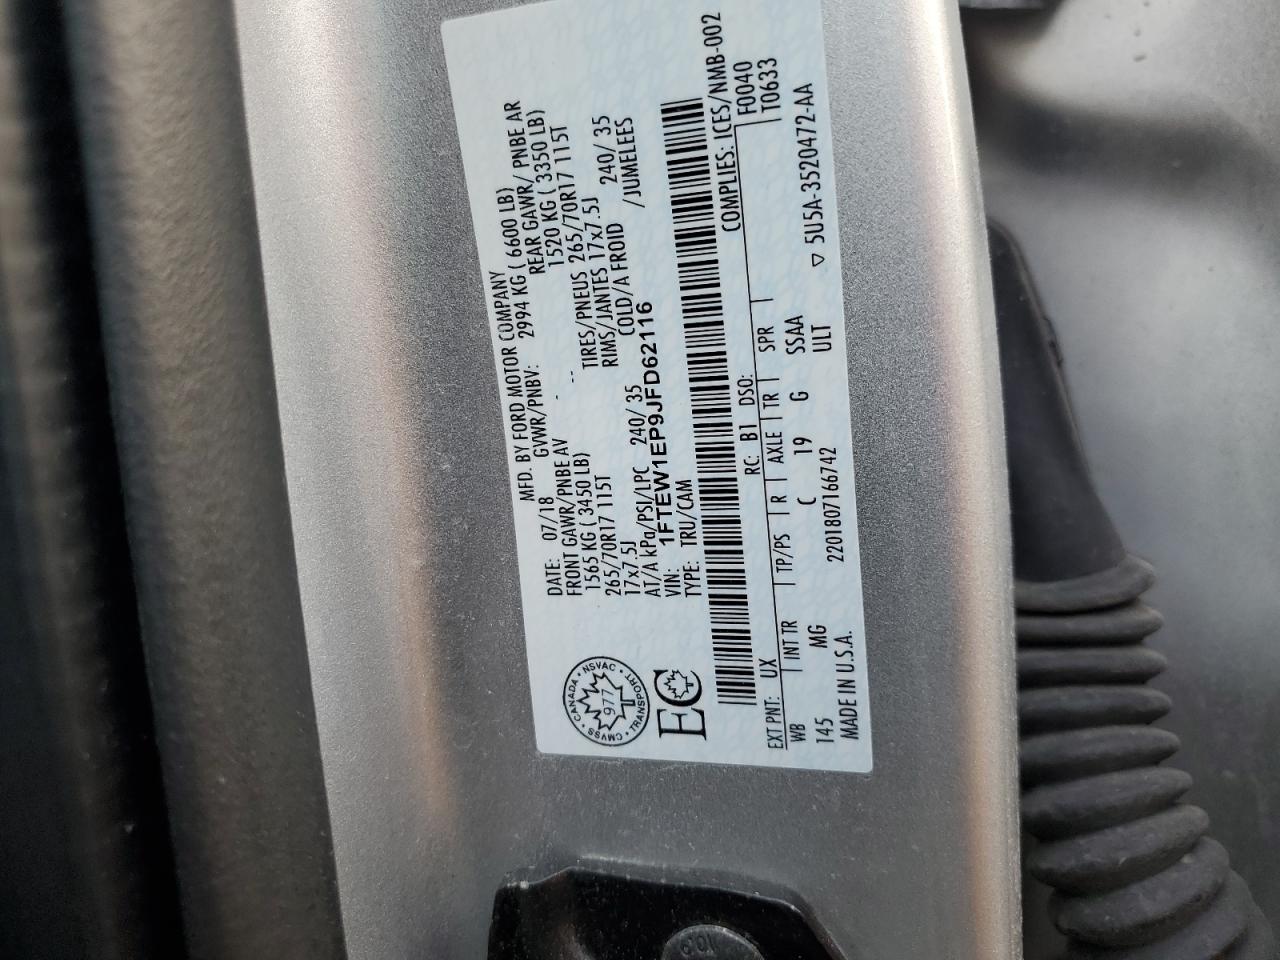 MFD. BY FORD MOTOR COMPANY
DATE: 07/18 GVWR/PNBV: 2994 KG ( 6600 LB)
FRONT GAWR/PNBE AV REAR GAWR/ PNBE AR
1565 KG ( 3450 LB) 1520 KG ( 3350 LB)
265/70R17 115T TIRES/PNEUS 265/70R17 115T
17x7.5J RIMS/JANTES 17x7.5J
AT/A kPa/PSI/LPC 240/ 35 COLD/A FROID 240/ 35
VIN: 1FTEW1EP9JFD62116 /JUMELEES
TYPE: TRU/CAM
CANADA • NSVAC • TRANSPORT • CMVSS
977
EC
COMPLIES: ICES/NMB-002
EXT PNT: UX RC: B1 DSO: F0040
T0633
WB INT TR TP/PS R AXLE TR SPR
145 MG C 19 G SSAA
ULT
MADE IN U.S.A. 2201807166742 ▽ 5U5A-3520472-AA
10.9